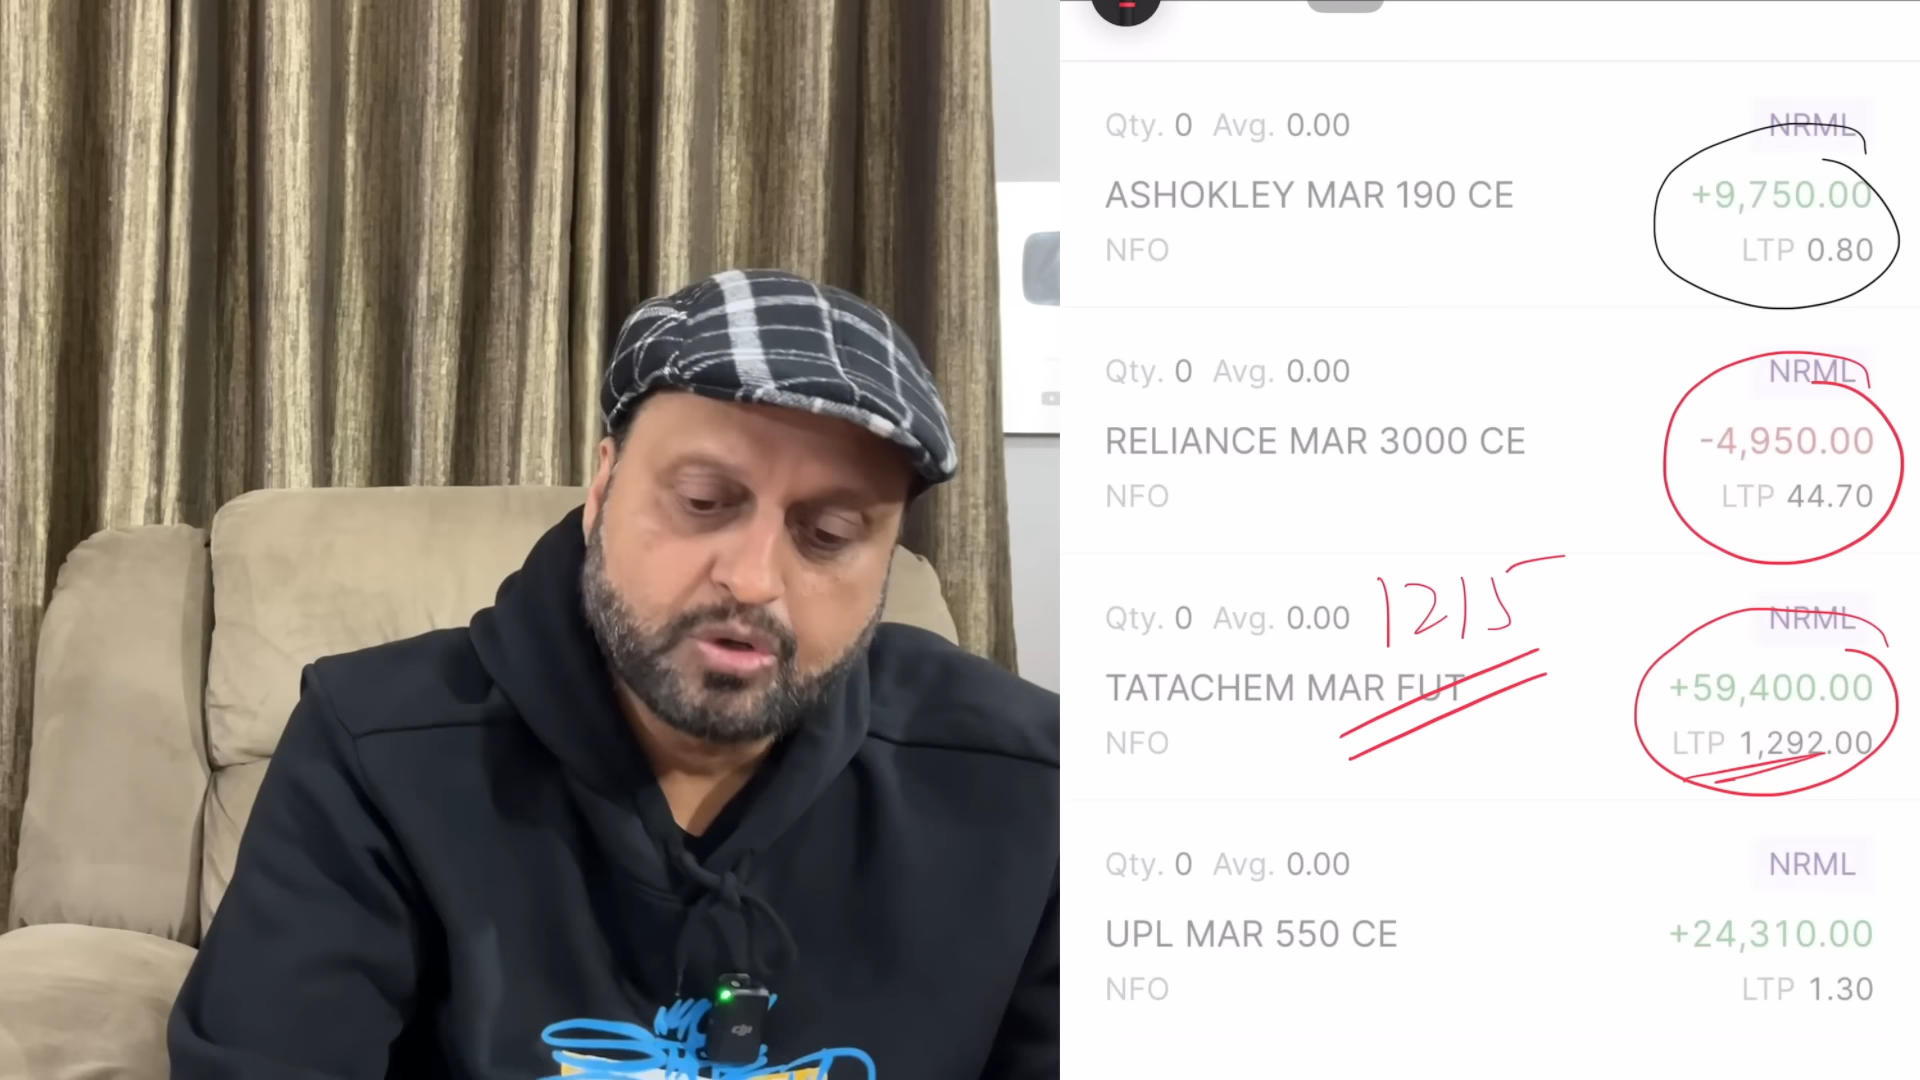 Qty. 0 Avg. 0.00 NRML
ASHOKLEY MAR 190 CE +9,750.00
NFO LTP 0.80
Qty. 0 Avg. 0.00 NRML
RELIANCE MAR 3000 CE -4,950.00
NFO LTP 44.70
1215
Qty. 0 Avg. 0.00 NRML
TATACHEM MAR FUT +59,400.00
NFO LTP 1,292.00
Qty. 0 Avg. 0.00 NRML
UPL MAR 550 CE +24,310.00
NFO LTP 1.30
dji